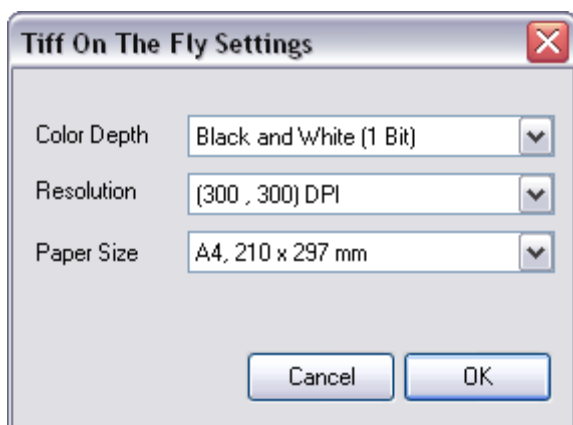 Tiff On The Fly Settings
Color Depth Black and White (1 Bit)
Resolution (300 , 300) DPI
Paper Size A4, 210 x 297 mm
Cancel OK